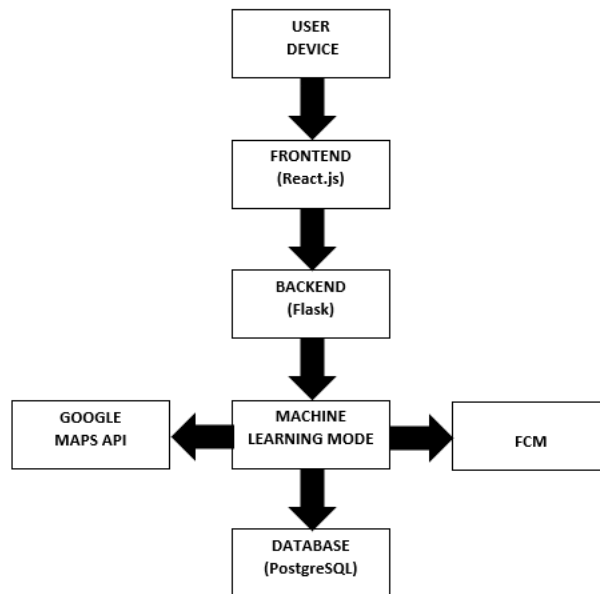 USER
DEVICE
FRONTEND
(React.js)
BACKEND
(Flask)
GOOGLE
MAPS API
MACHINE
LEARNING MODE
FCM
DATABASE
(PostgreSQL)